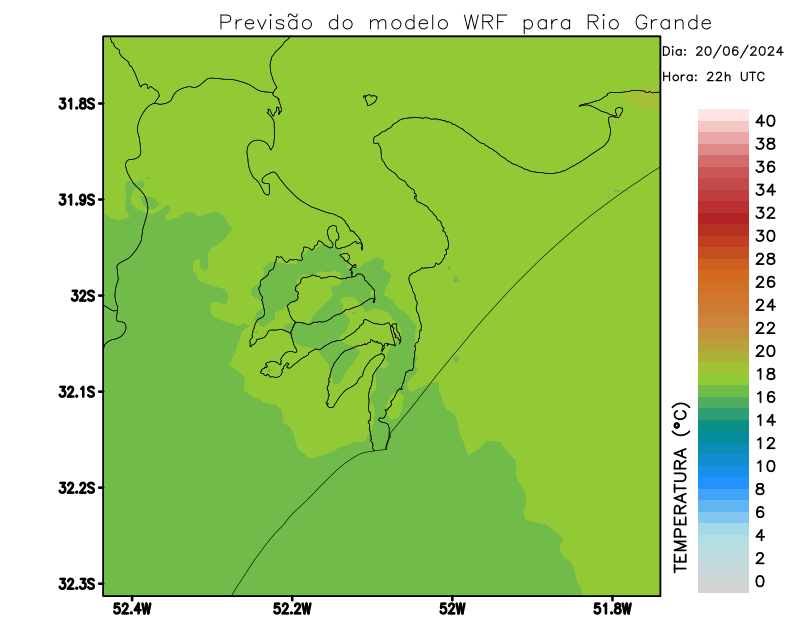 Previsão do modelo WRF para Rio Grande
Dia: 20/06/2024
Hora: 22h UTC
31.8S
31.9S
32S
32.1S
32.2S
32.3S
52.4W
52.2W
52W
51.8W
TEMPERATURA (°C)
40
38
36
34
32
30
28
26
24
22
20
18
16
14
12
10
8
6
4
2
0